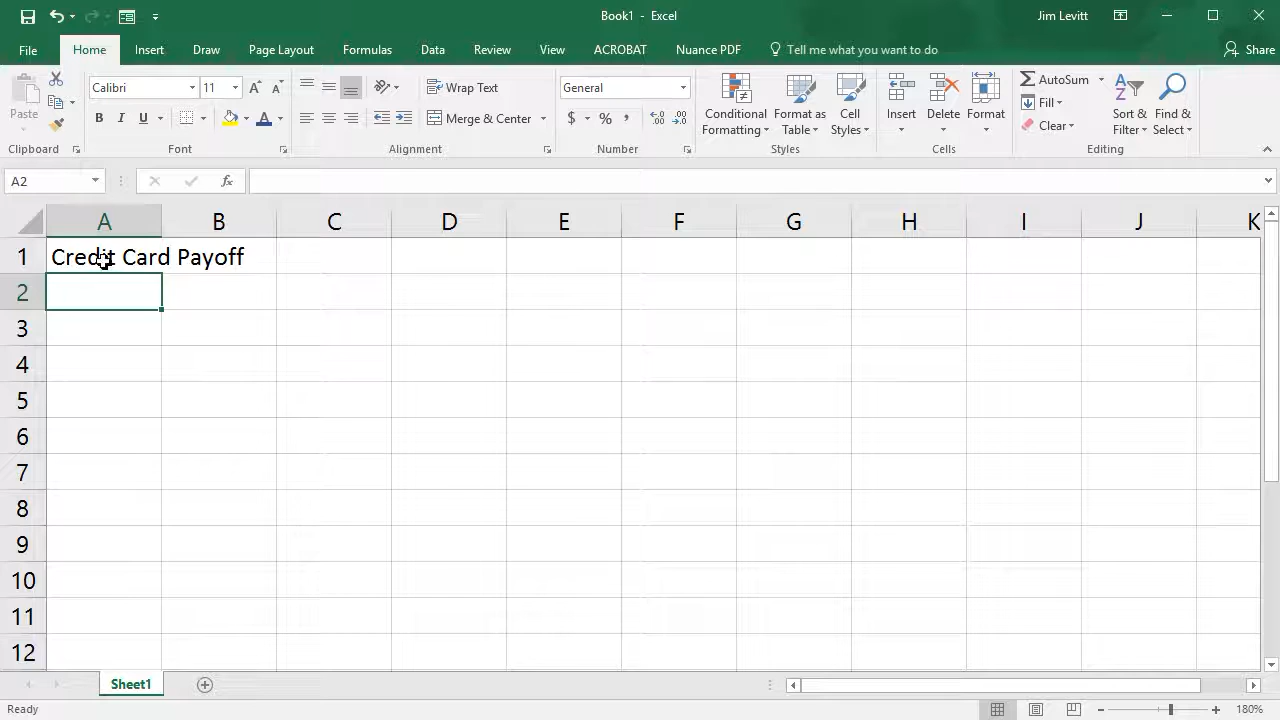 Book1 - Excel
Jim Levitt
File Home Insert Draw Page Layout Formulas Data Review View ACROBAT Nuance PDF Tell me what you want to do Share
Paste
Calibri 11
B I U A
Wrap Text
Merge & Center
General
$ % ,
Conditional Formatting
Format as Table
Cell Styles
Insert
Delete
Format
AutoSum
Fill
Clear
Sort & Filter
Find & Select
Clipboard Font Alignment Number Styles Cells Editing
A2 fx
A B C D E F G H I J K
1 Credit Card Payoff
2
3
4
5
6
7
8
9
10
11
12
Sheet1
Ready 180%